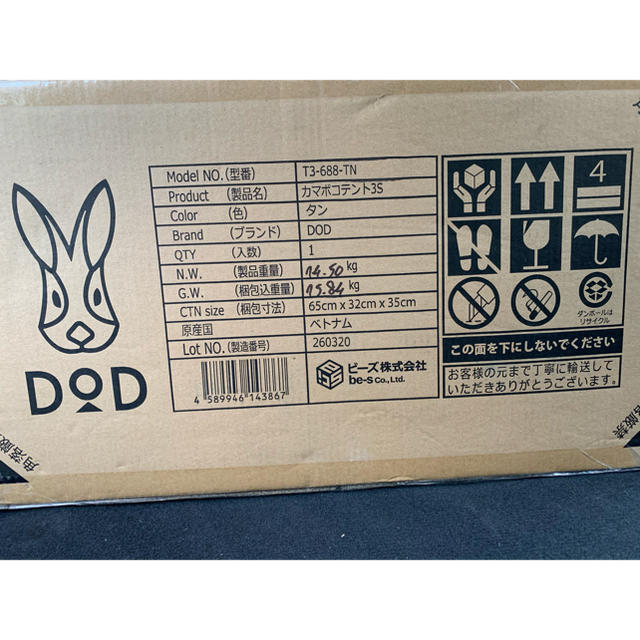 DOD
Model NO.(型番) T3-688-TN
Product (製品名) カマボコテント3S
Color (色) タン
Brand (ブランド) DOD
QTY (入数) 1
N.W. (製品重量) 14.50 kg
G.W. (梱包込重量) 15.84 kg
CTN size (梱包寸法) 65cm x 32cm x 35cm
原産国 ベトナム
Lot NO.(製造番号) 260320
4 589946 143867
ビーズ株式会社
be-s Co.,Ltd.
4
ダンボールは
リサイクル
この面を下にしないでください
お客様の元まで丁寧に輸送して
いただきありがとうございます。
角落厳禁